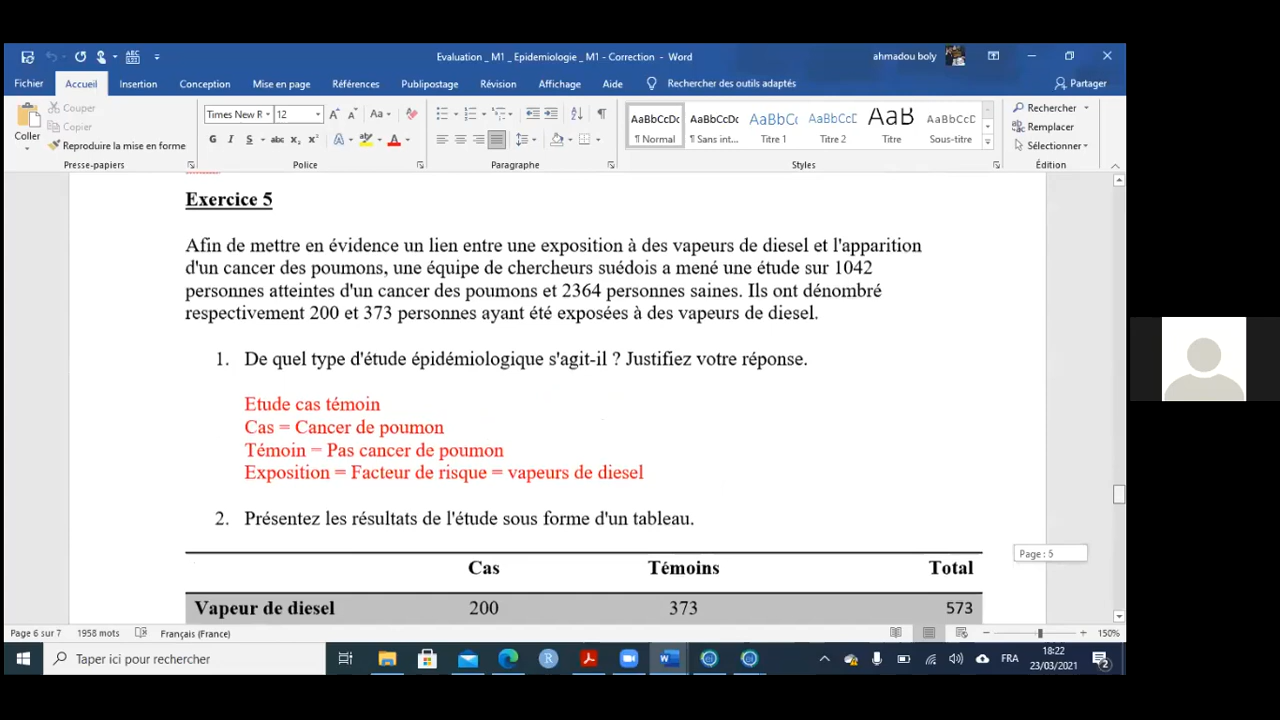 Evaluation _ M1 _ Epidemiologie _ M1 - Correction - Word
ahmadou boly
Fichier Accueil Insertion Conception Mise en page Références Publipostage Révision Affichage Aide Rechercher des outils adaptés Partager
Coller
Couper
Copier
Reproduire la mise en forme
Presse-papiers
Times New R 12
Police
Paragraphe
AaBbCcDc AaBbCcDc AaBbCc AaBbCcD AaB AaBbCcD
¶ Normal ¶ Sans int... Titre 1 Titre 2 Titre Sous-titre
Styles
Rechercher
Remplacer
Sélectionner
Édition
Exercice 5
Afin de mettre en évidence un lien entre une exposition à des vapeurs de diesel et l'apparition
d'un cancer des poumons, une équipe de chercheurs suédois a mené une étude sur 1042
personnes atteintes d'un cancer des poumons et 2364 personnes saines. Ils ont dénombré
respectivement 200 et 373 personnes ayant été exposées à des vapeurs de diesel.
1. De quel type d'étude épidémiologique s'agit-il ? Justifiez votre réponse.
Etude cas témoin
Cas = Cancer de poumon
Témoin = Pas cancer de poumon
Exposition = Facteur de risque = vapeurs de diesel
2. Présentez les résultats de l'étude sous forme d'un tableau.
Cas Témoins Total
Vapeur de diesel 200 373 573
Page : 5
Page 6 sur 7 1958 mots Français (France) 150%
Taper ici pour rechercher
FRA
18:22
23/03/2021
2